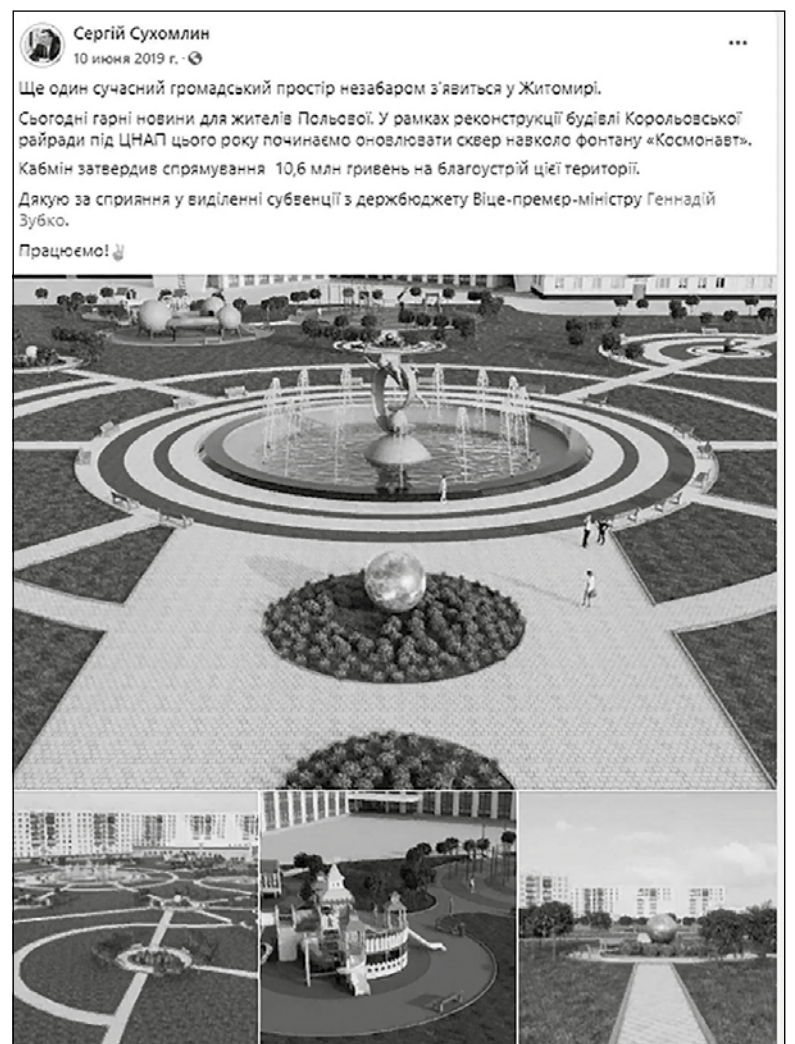 Сергій Сухомлин
10 июня 2019 г. ·
Ще один сучасний громадський простір незабаром з'явиться у Житомирі.
Сьогодні гарні новини для жителів Польової. У рамках реконструкції будівлі Корольовської
райради під ЦНАП цього року починаємо оновлювати сквер навколо фонтану «Космонавт».
Кабмін затвердив спрямування 10,6 млн гривень на благоустрій цієї території.
Дякую за сприяння у виділенні субвенції з держбюджету Віце-премєр-міністру Геннадій
Зубко.
Працюємо!✌